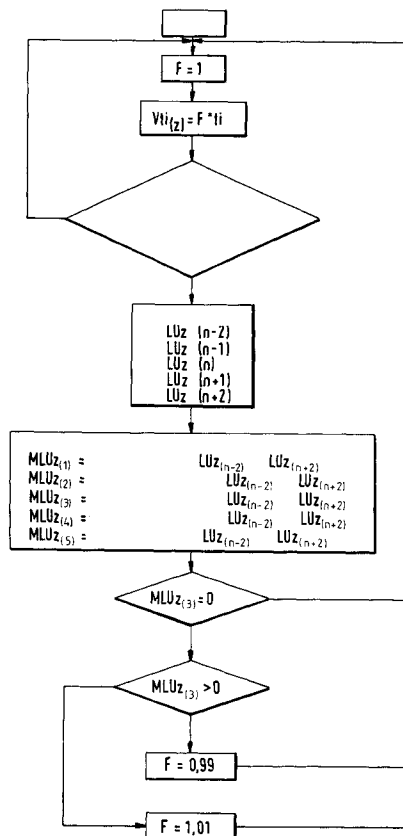 F = 1
Vti(z) = F * ti
LUz (n-2)
LUz (n-1)
LUz (n)
LUz (n+1)
LUz (n+2)
MLUz(1) = LUz(n-2) LUz(n+2)
MLUz(2) = LUz(n-2) LUz(n+2)
MLUz(3) = LUz(n-2) LUz(n+2)
MLUz(4) = LUz(n-2) LUz(n+2)
MLUz(5) = LUz(n-2) LUz(n+2)
MLUz(3) = 0
MLUz(3) > 0
F = 0,99
F = 1,01